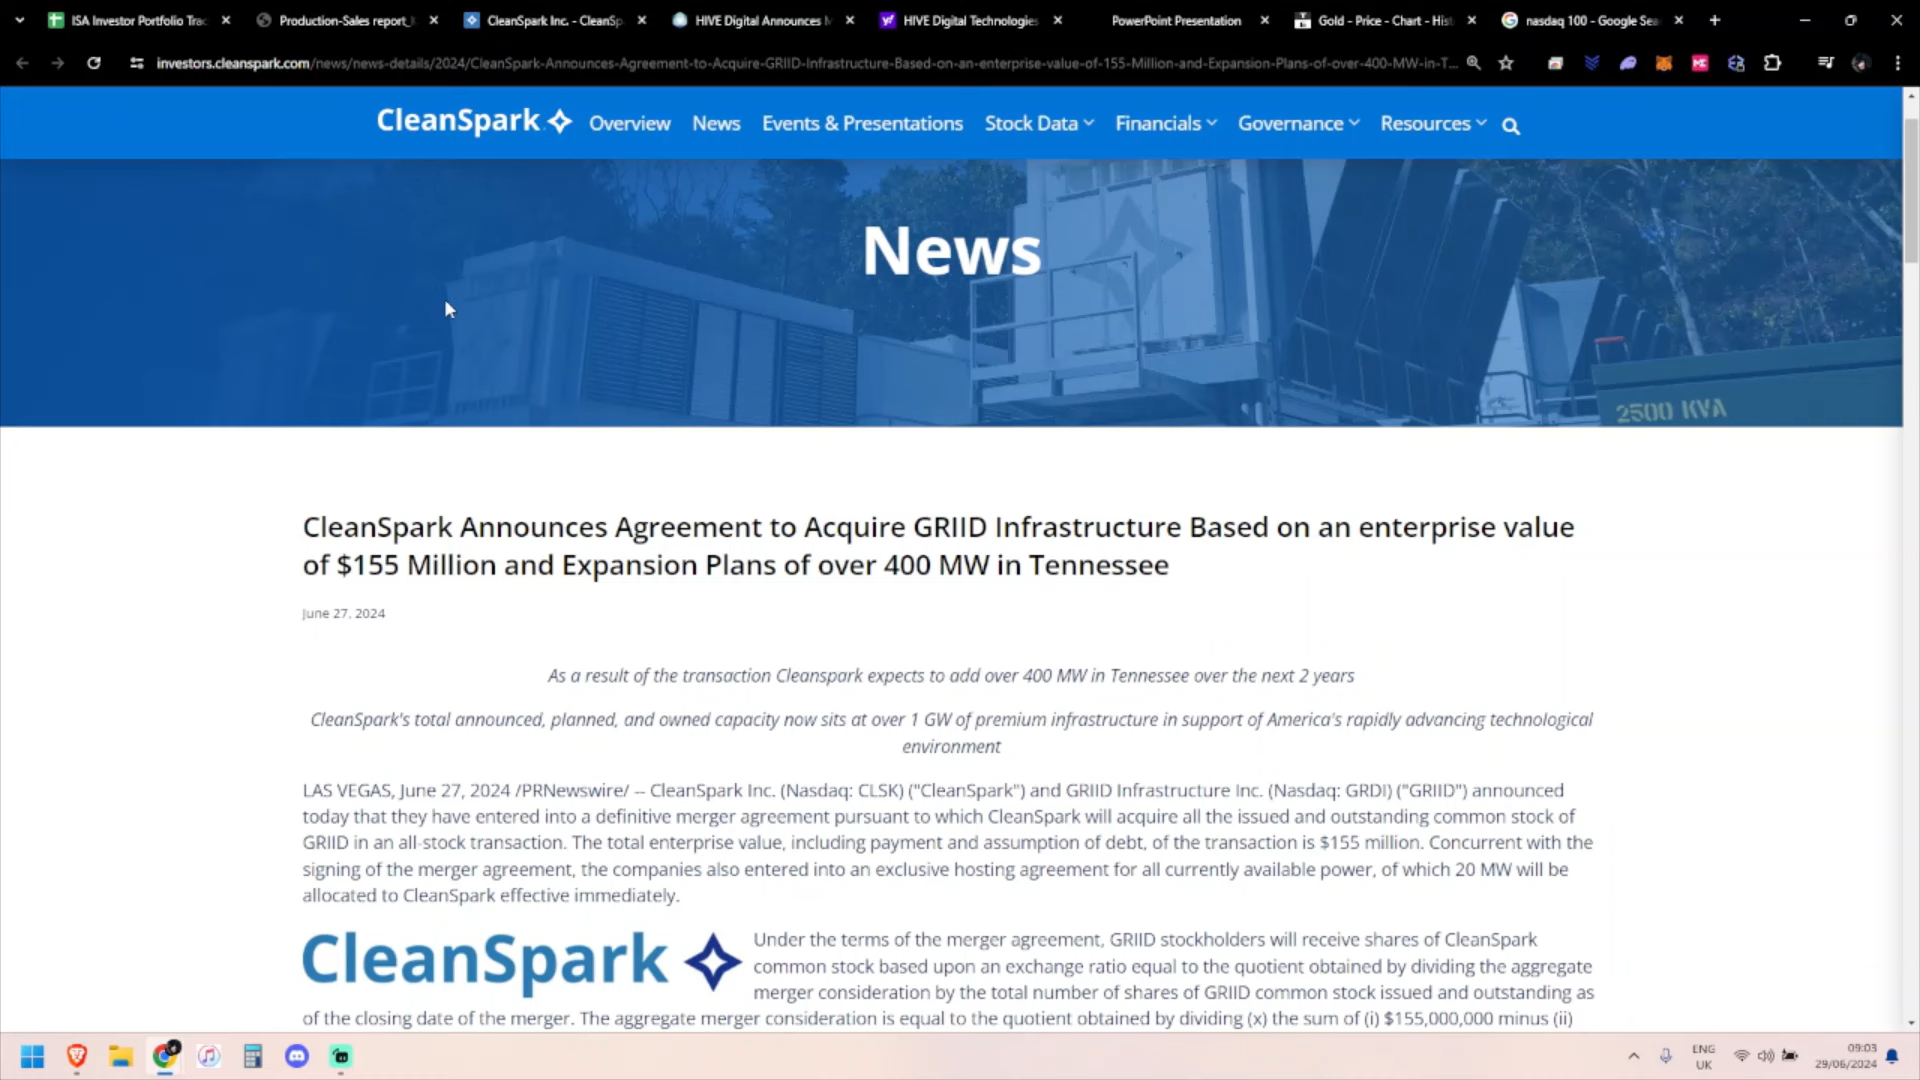 ISA Investor Portfolio Trac
Production-Sales report_
CleanSpark Inc. - CleanSp
HIVE Digital Announces M
HIVE Digital Technologies
PowerPoint Presentation
Gold - Price - Chart - Hist
nasdaq 100 - Google Sea
investors.cleanspark.com/news/news-details/2024/CleanSpark-Announces-Agreement-to-Acquire-GRIID-Infrastructure-Based-on-an-enterprise-value-of-155-Million-and-Expansion-Plans-of-over-400-MW-in-T...
CleanSpark
Overview
News
Events & Presentations
Stock Data
Financials
Governance
Resources
News
2500 KVA
CleanSpark Announces Agreement to Acquire GRIID Infrastructure Based on an enterprise value
of $155 Million and Expansion Plans of over 400 MW in Tennessee
June 27, 2024
As a result of the transaction Cleanspark expects to add over 400 MW in Tennessee over the next 2 years
CleanSpark's total announced, planned, and owned capacity now sits at over 1 GW of premium infrastructure in support of America's rapidly advancing technological
environment
LAS VEGAS, June 27, 2024 /PRNewswire/ -- CleanSpark Inc. (Nasdaq: CLSK) ("CleanSpark") and GRIID Infrastructure Inc. (Nasdaq: GRDI) ("GRIID") announced
today that they have entered into a definitive merger agreement pursuant to which CleanSpark will acquire all the issued and outstanding common stock of
GRIID in an all-stock transaction. The total enterprise value, including payment and assumption of debt, of the transaction is $155 million. Concurrent with the
signing of the merger agreement, the companies also entered into an exclusive hosting agreement for all currently available power, of which 20 MW will be
allocated to CleanSpark effective immediately.
CleanSpark
Under the terms of the merger agreement, GRIID stockholders will receive shares of CleanSpark
common stock based upon an exchange ratio equal to the quotient obtained by dividing the aggregate
merger consideration by the total number of shares of GRIID common stock issued and outstanding as
of the closing date of the merger. The aggregate merger consideration is equal to the quotient obtained by dividing (x) the sum of (i) $155,000,000 minus (ii)
ENG
UK
09:03
29/06/2024